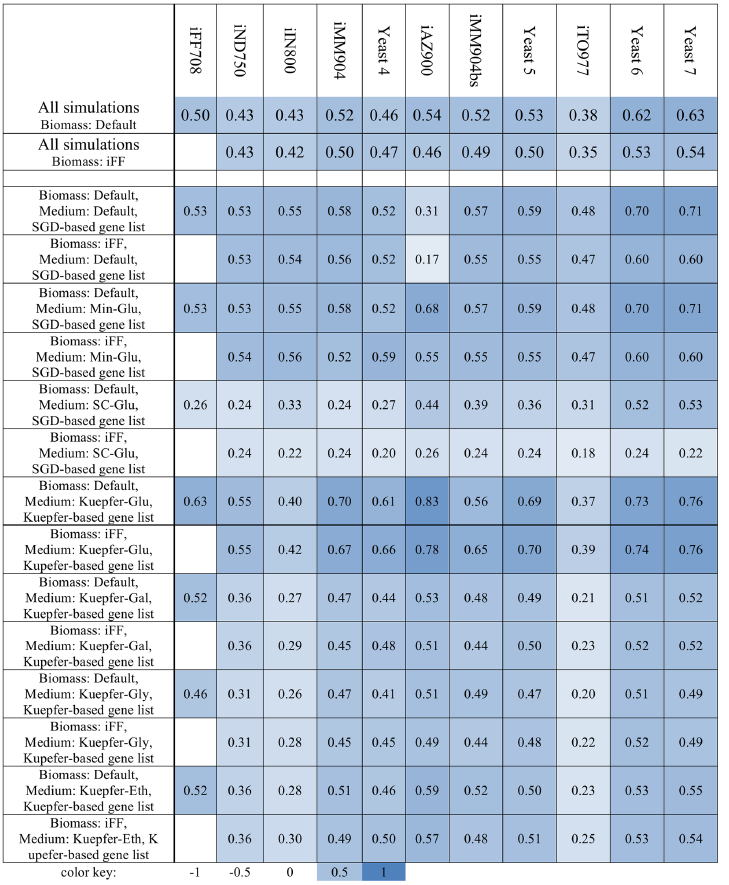 iFF708 iND750 iIN800 iMM904 Yeast 4 iAZ900 iMM904bs Yeast 5 iTO977 Yeast 6 Yeast 7
All simulations
Biomass: Default
0.50 0.43 0.43 0.52 0.46 0.54 0.52 0.53 0.38 0.62 0.63
All simulations
Biomass: iFF
0.43 0.42 0.50 0.47 0.46 0.49 0.50 0.35 0.53 0.54
Biomass: Default,
Medium: Default,
SGD-based gene list
0.53 0.53 0.55 0.58 0.52 0.31 0.57 0.59 0.48 0.70 0.71
Biomass: iFF,
Medium: Default,
SGD-based gene list
0.53 0.54 0.56 0.52 0.17 0.55 0.55 0.47 0.60 0.60
Biomass: Default,
Medium: Min-Glu,
SGD-based gene list
0.53 0.53 0.55 0.58 0.52 0.68 0.57 0.59 0.48 0.70 0.71
Biomass: iFF,
Medium: Min-Glu,
SGD-based gene list
0.54 0.56 0.52 0.59 0.55 0.55 0.55 0.47 0.60 0.60
Biomass: Default,
Medium: SC-Glu,
SGD-based gene list
0.26 0.24 0.33 0.24 0.27 0.44 0.39 0.36 0.31 0.52 0.53
Biomass: iFF,
Medium: SC-Glu,
SGD-based gene list
0.24 0.22 0.24 0.20 0.26 0.24 0.24 0.18 0.24 0.22
Biomass: Default,
Medium: Kuepfer-Glu,
Kuepfer-based gene list
0.63 0.55 0.40 0.70 0.61 0.83 0.56 0.69 0.37 0.73 0.76
Biomass: iFF,
Medium: Kuepfer-Glu,
Kupefer-based gene list
0.55 0.42 0.67 0.66 0.78 0.65 0.70 0.39 0.74 0.76
Biomass: Default,
Medium: Kuepfer-Gal,
Kuepfer-based gene list
0.52 0.36 0.27 0.47 0.44 0.53 0.48 0.49 0.21 0.51 0.52
Biomass: iFF,
Medium: Kuepfer-Gal,
Kupefer-based gene list
0.36 0.29 0.45 0.48 0.51 0.44 0.50 0.23 0.52 0.52
Biomass: Default,
Medium: Kuepfer-Gly,
Kuepfer-based gene list
0.46 0.31 0.26 0.47 0.41 0.51 0.49 0.47 0.20 0.51 0.49
Biomass: iFF,
Medium: Kuepfer-Gly,
Kupefer-based gene list
0.31 0.28 0.45 0.45 0.49 0.44 0.48 0.22 0.52 0.49
Biomass: Default,
Medium: Kuepfer-Eth,
Kuepfer-based gene list
0.52 0.36 0.28 0.51 0.46 0.59 0.52 0.50 0.23 0.53 0.55
Biomass: iFF,
Medium: Kuepfer-Eth, K
upefer-based gene list
0.36 0.30 0.49 0.50 0.57 0.48 0.51 0.25 0.53 0.54
color key: -1 -0.5 0 0.5 1